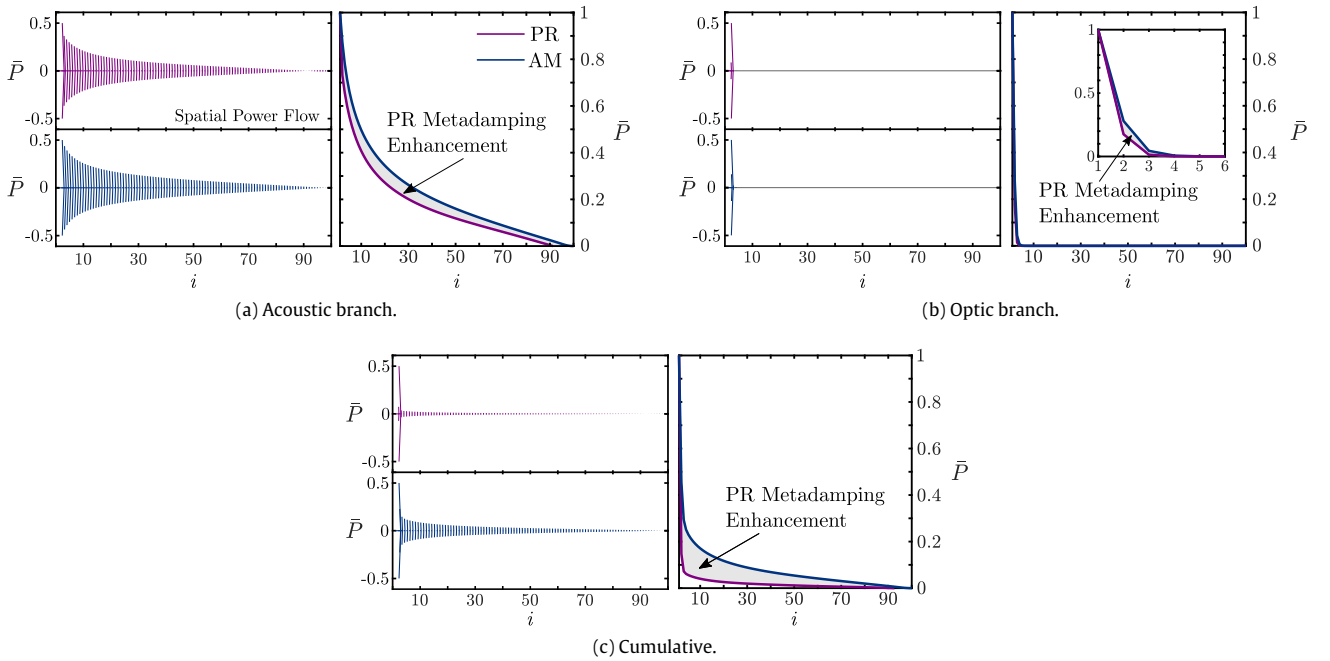 0.5
P̄ 0
-0.5
Spatial Power Flow
0.5
P̄ 0
-0.5
10 30 50 70 90
i
PR
AM
PR Metadamping
Enhancement
1
0.8
0.6
P̄
0.4
0.2
0
10 30 50 70 90
i
(a) Acoustic branch.
0.5
P̄ 0
-0.5
0.5
P̄ 0
-0.5
10 30 50 70 90
i
1
0.5
0
1 2 3 4 5 6
PR Metadamping
Enhancement
1
0.8
0.6
P̄
0.4
0.2
0
10 30 50 70 90
i
(b) Optic branch.
0.5
P̄ 0
-0.5
0.5
P̄ 0
-0.5
10 30 50 70 90
i
PR Metadamping
Enhancement
1
0.8
0.6
P̄
0.4
0.2
0
10 30 50 70 90
i
(c) Cumulative.